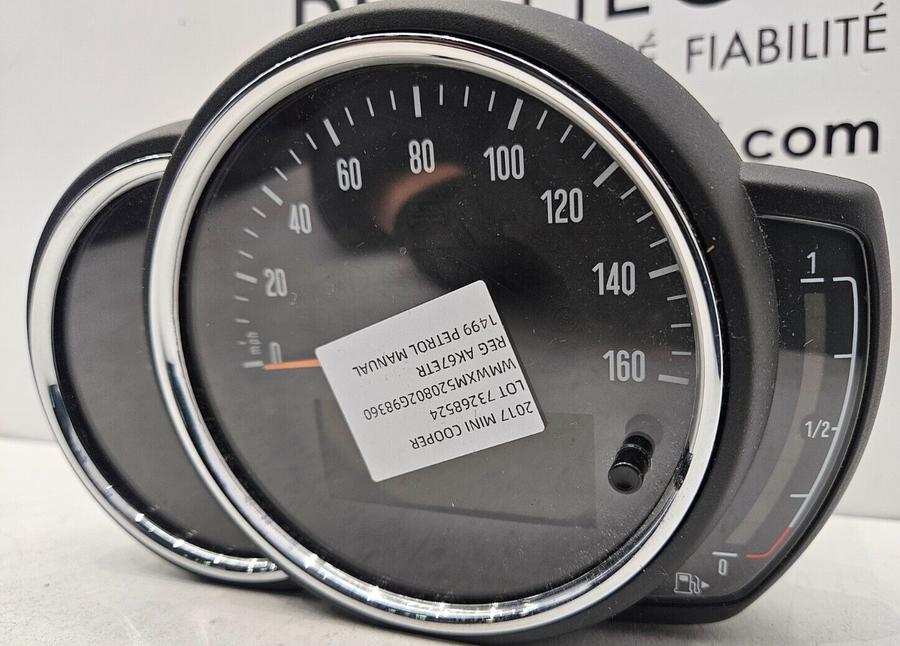 FIABILITÉ
.com
mph
0
20
40
60
80
100
120
140
160
2017 MINI COOPER
LOT 73268524
WMWXM520802G98360
REG AK67ETR
1499 PETROL MANUAL
1
1/2
0